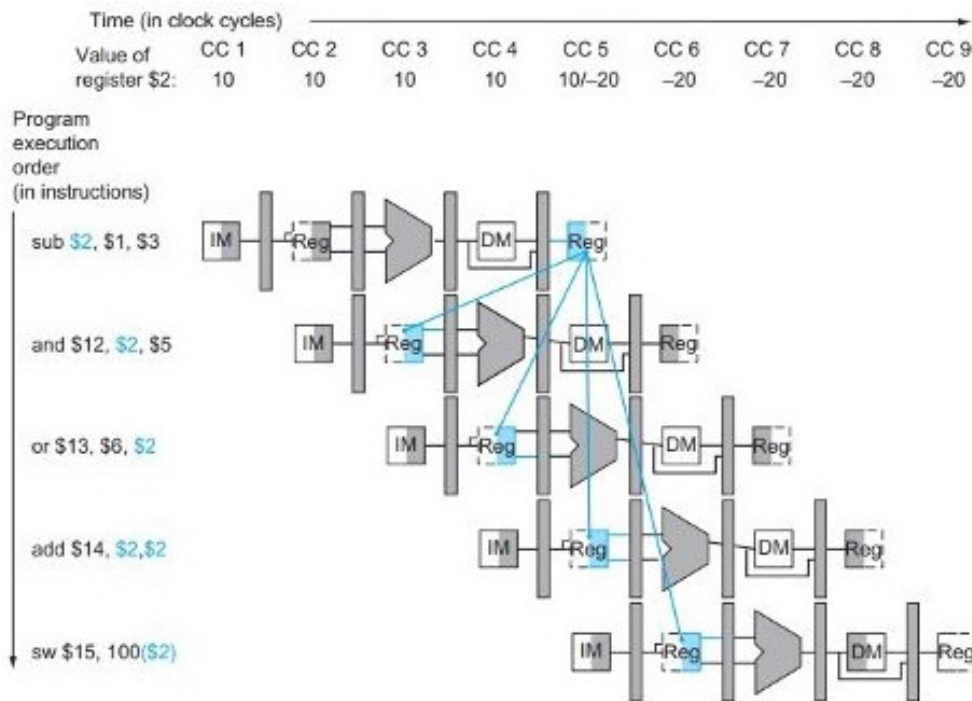 Time (in clock cycles)
Value of register $2:
CC 1 CC 2 CC 3 CC 4 CC 5 CC 6 CC 7 CC 8 CC 9
10 10 10 10 10/–20 –20 –20 –20 –20
Program
execution
order
(in instructions)
sub $2, $1, $3
IM Reg DM Reg
and $12, $2, $5
IM Reg DM Reg
or $13, $6, $2
IM Reg DM Reg
add $14, $2,$2
IM Reg DM Reg
sw $15, 100($2)
IM Reg DM Reg